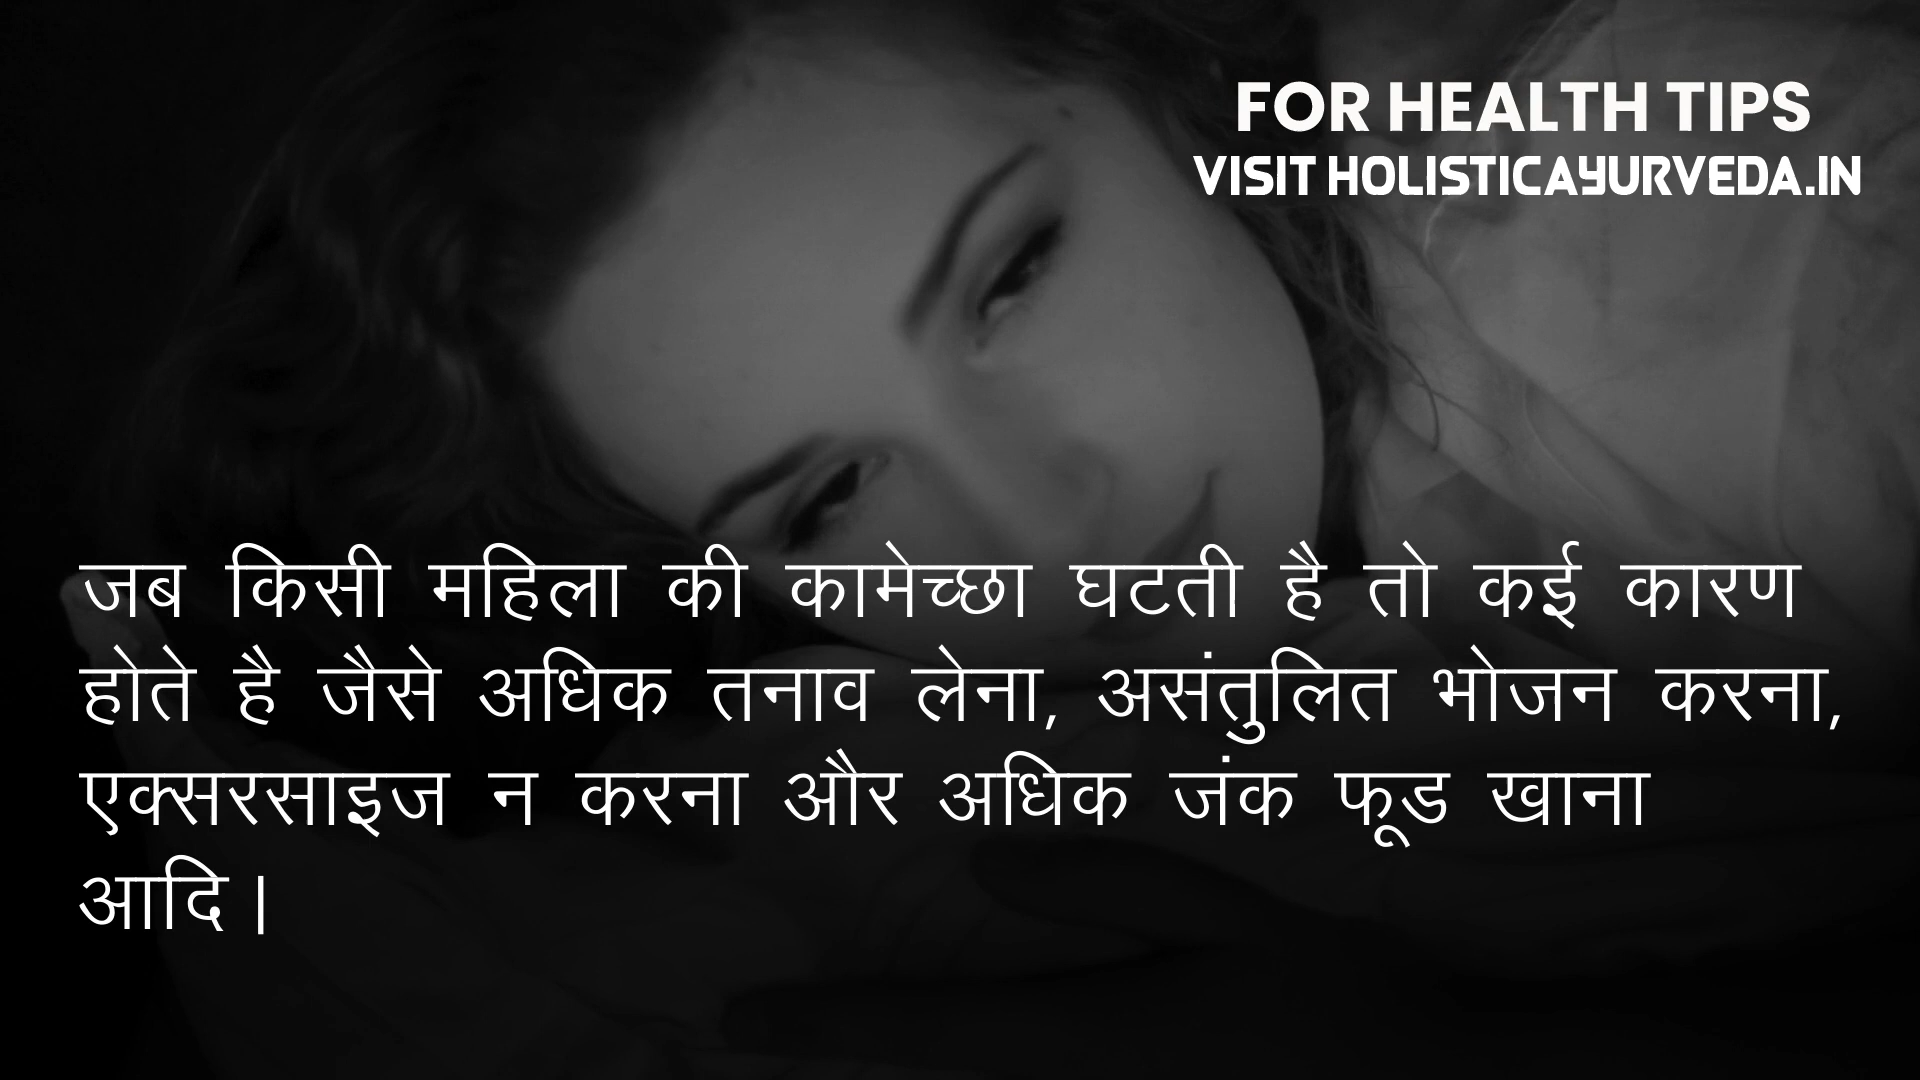 FOR HEALTH TIPS
VISIT HOLISTICAYURVEDA.IN
जब किसी महिला की कामेच्छा घटती है तो कई कारण
होते है जैसे अधिक तनाव लेना, असंतुलित भोजन करना,
एक्सरसाइज न करना और अधिक जंक फूड खाना
आदि।